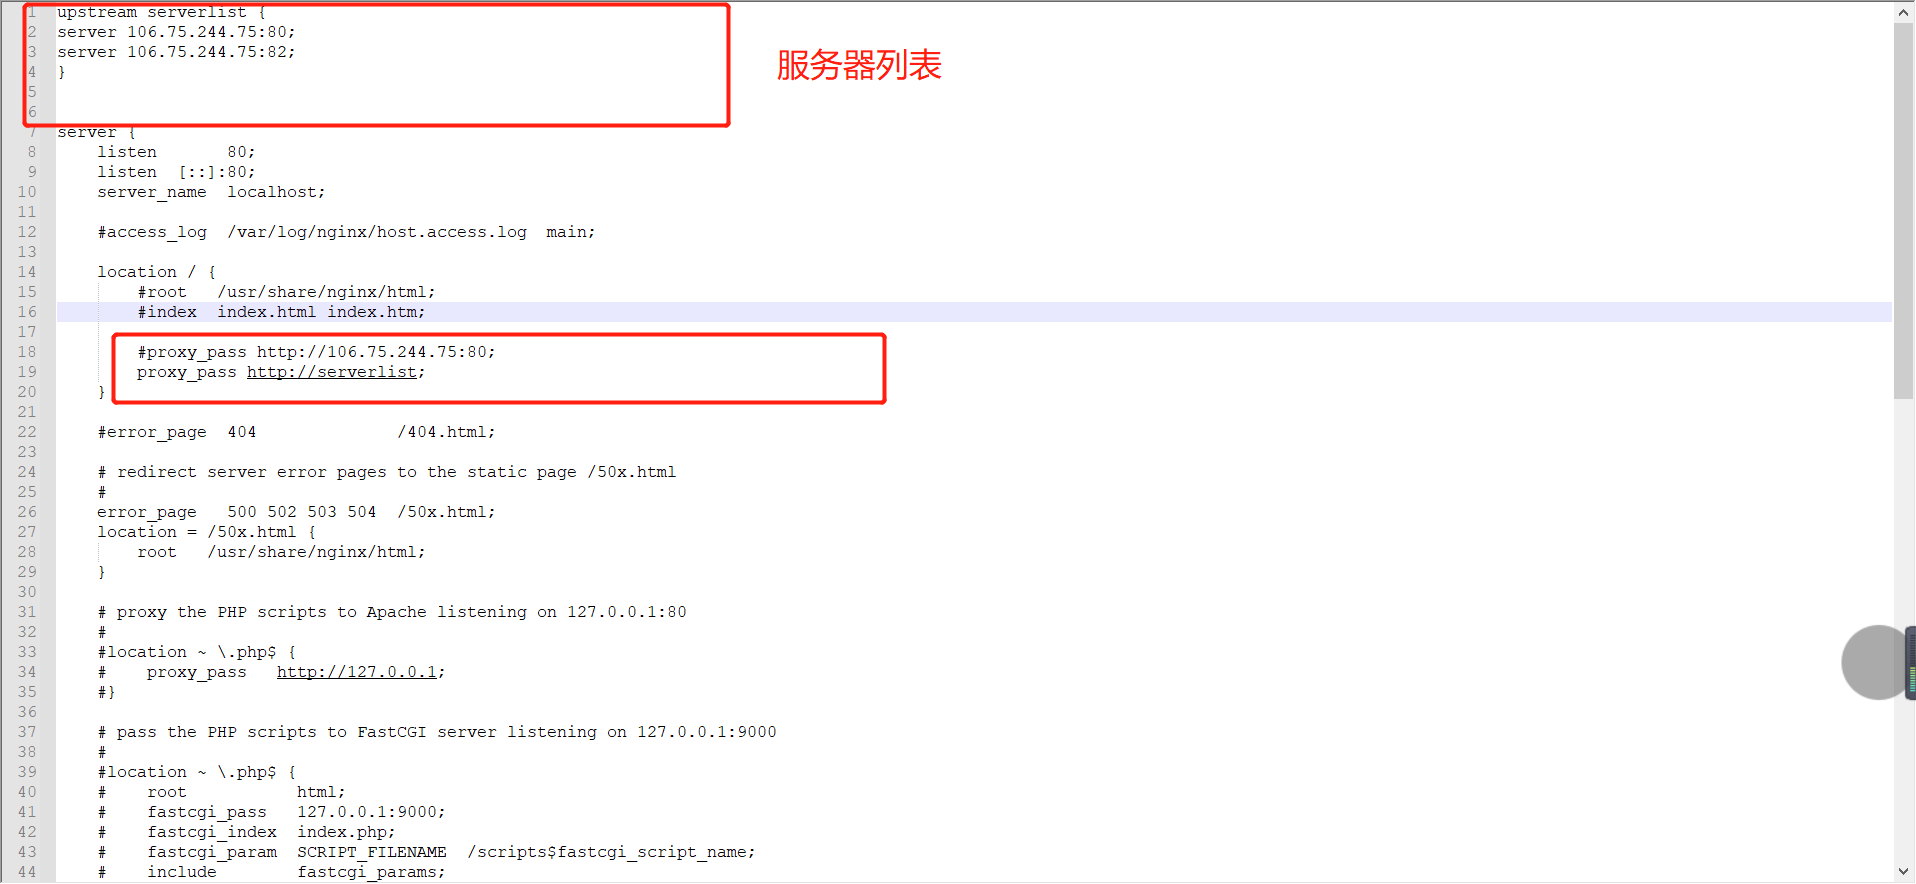 1 upstream serverlist {
2 server 106.75.244.75:80;
3 server 106.75.244.75:82;
4 }
5
6
服务器列表
7 server {
8     listen       80;
9     listen  [::]:80;
10     server_name  localhost;
11
12     #access_log  /var/log/nginx/host.access.log  main;
13
14     location / {
15         #root   /usr/share/nginx/html;
16         #index  index.html index.htm;
17
18         #proxy_pass http://106.75.244.75:80;
19         proxy_pass http://serverlist;
20     }
21
22     #error_page  404              /404.html;
23
24     # redirect server error pages to the static page /50x.html
25     #
26     error_page   500 502 503 504  /50x.html;
27     location = /50x.html {
28         root   /usr/share/nginx/html;
29     }
30
31     # proxy the PHP scripts to Apache listening on 127.0.0.1:80
32     #
33     #location ~ \.php$ {
34     #    proxy_pass   http://127.0.0.1;
35     #}
36
37     # pass the PHP scripts to FastCGI server listening on 127.0.0.1:9000
38     #
39     #location ~ \.php$ {
40     #    root           html;
41     #    fastcgi_pass   127.0.0.1:9000;
42     #    fastcgi_index  index.php;
43     #    fastcgi_param  SCRIPT_FILENAME  /scripts$fastcgi_script_name;
44     #    include        fastcgi_params;